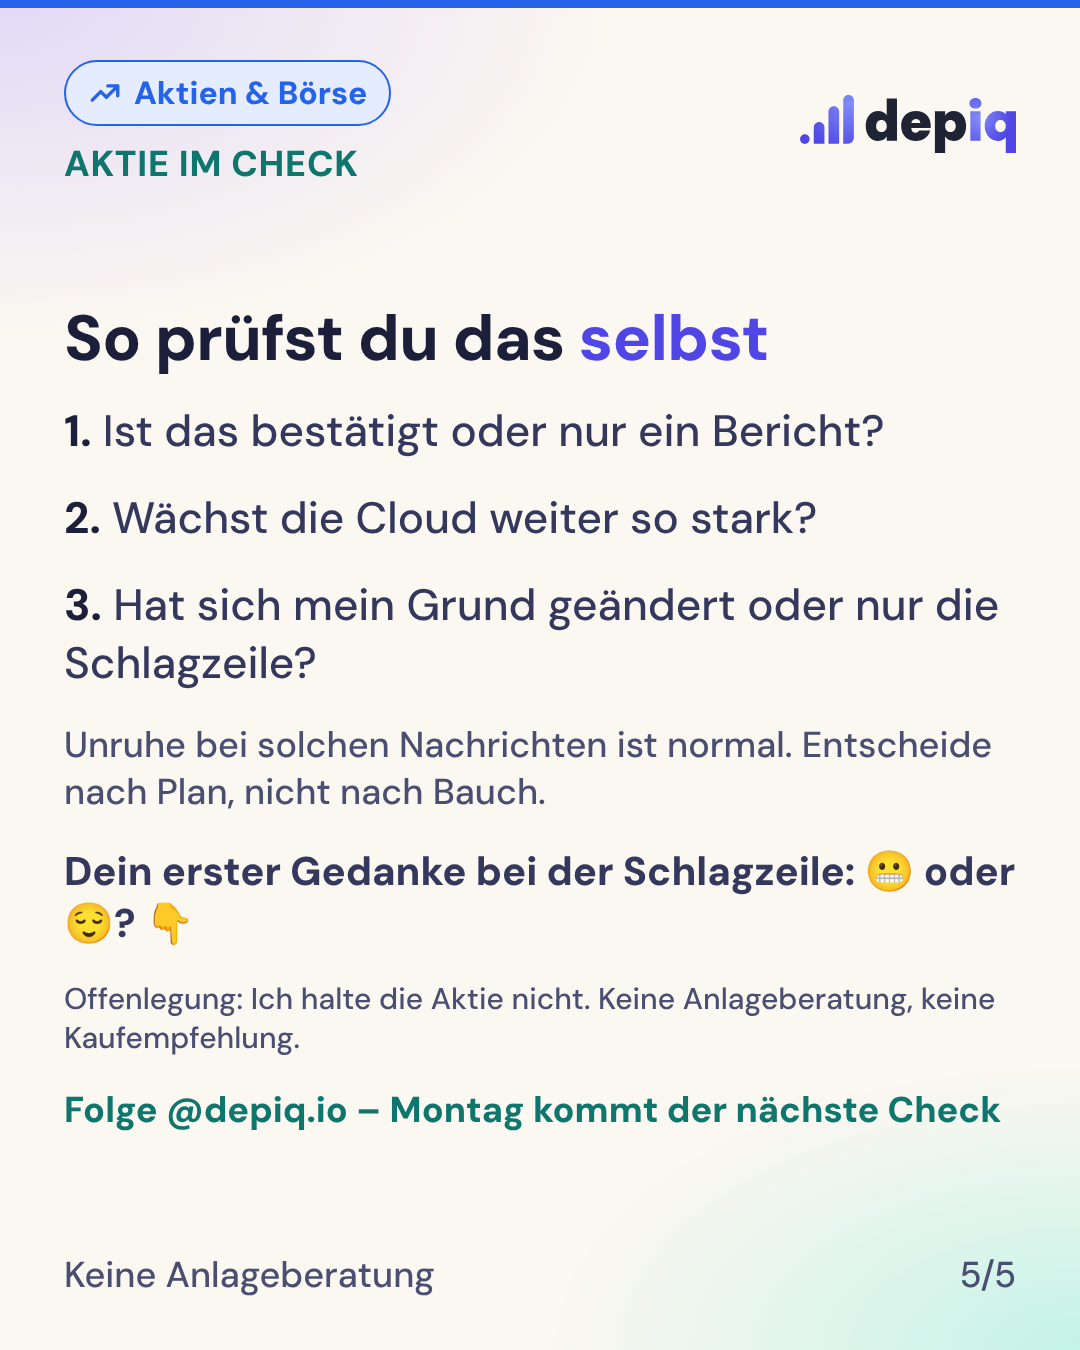 Aktien & Börse
depiq
AKTIE IM CHECK
So prüfst du das selbst
1. Ist das bestätigt oder nur ein Bericht?
2. Wächst die Cloud weiter so stark?
3. Hat sich mein Grund geändert oder nur die
Schlagzeile?
Unruhe bei solchen Nachrichten ist normal. Entscheide
nach Plan, nicht nach Bauch.
Dein erster Gedanke bei der Schlagzeile: 😬 oder
😌? 👇
Offenlegung: Ich halte die Aktie nicht. Keine Anlageberatung, keine
Kaufempfehlung.
Folge @depiq.io – Montag kommt der nächste Check
Keine Anlageberatung
5/5